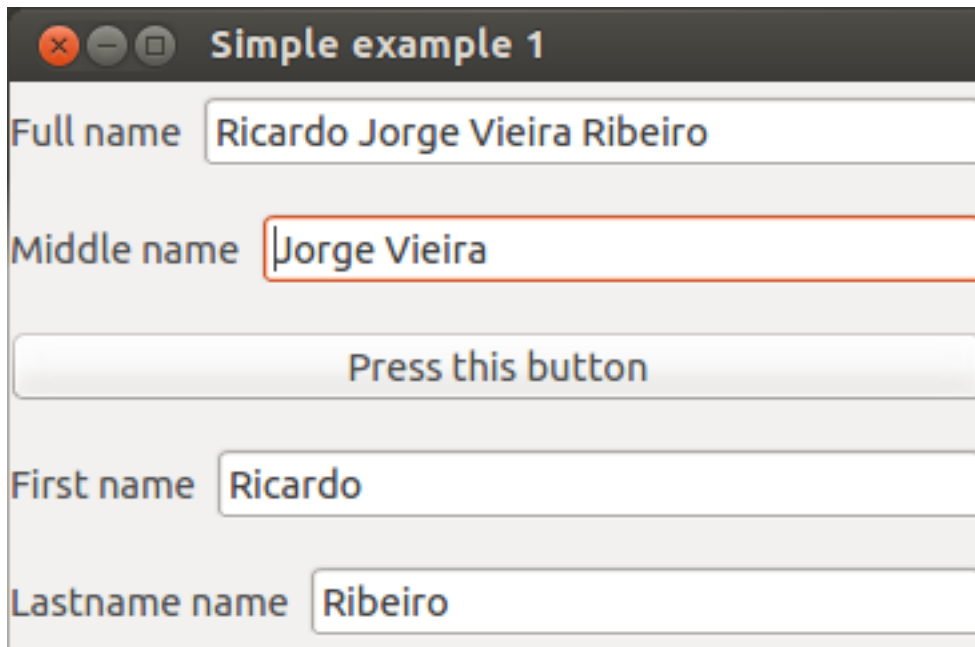 Simple example 1
Full name Ricardo Jorge Vieira Ribeiro
Middle name Jorge Vieira
Press this button
First name Ricardo
Lastname name Ribeiro